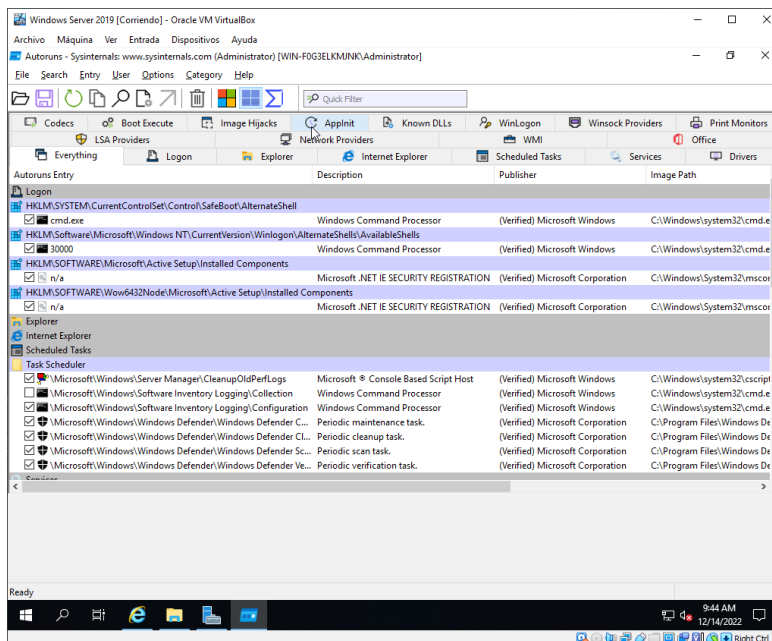 Windows Server 2019 [Corriendo] - Oracle VM VirtualBox
Archivo Máquina Ver Entrada Dispositivos Ayuda
Autoruns - Sysinternals: www.sysinternals.com (Administrator) [WIN-F0G3ELKMJNK\Administrator]
File Search Entry User Options Category Help
Quick Filter
Codecs Boot Execute Image Hijacks AppInit Known DLLs WinLogon Winsock Providers Print Monitors
LSA Providers Network Providers WMI Office
Everything Logon Explorer Internet Explorer Scheduled Tasks Services Drivers
Autoruns Entry Description Publisher Image Path
Logon
HKLM\SYSTEM\CurrentControlSet\Control\SafeBoot\AlternateShell
cmd.exe Windows Command Processor (Verified) Microsoft Windows C:\Windows\system32\cmd.e
HKLM\Software\Microsoft\Windows NT\CurrentVersion\Winlogon\AlternateShells\AvailableShells
30000 Windows Command Processor (Verified) Microsoft Windows C:\Windows\system32\cmd.e
HKLM\SOFTWARE\Microsoft\Active Setup\Installed Components
n/a Microsoft .NET IE SECURITY REGISTRATION (Verified) Microsoft Corporation C:\Windows\System32\mscor
HKLM\SOFTWARE\Wow6432Node\Microsoft\Active Setup\Installed Components
n/a Microsoft .NET IE SECURITY REGISTRATION (Verified) Microsoft Corporation C:\Windows\System32\mscor
Explorer
Internet Explorer
Scheduled Tasks
Task Scheduler
\Microsoft\Windows\Server Manager\CleanupOldPerfLogs Microsoft ® Console Based Script Host (Verified) Microsoft Windows C:\Windows\system32\cscript
\Microsoft\Windows\Software Inventory Logging\Collection Windows Command Processor (Verified) Microsoft Windows C:\Windows\system32\cmd.e
\Microsoft\Windows\Software Inventory Logging\Configuration Windows Command Processor (Verified) Microsoft Windows C:\Windows\system32\cmd.e
\Microsoft\Windows\Windows Defender\Windows Defender C... Periodic maintenance task. (Verified) Microsoft Corporation C:\Program Files\Windows De
\Microsoft\Windows\Windows Defender\Windows Defender Cl... Periodic cleanup task. (Verified) Microsoft Corporation C:\Program Files\Windows De
\Microsoft\Windows\Windows Defender\Windows Defender Sc... Periodic scan task. (Verified) Microsoft Corporation C:\Program Files\Windows De
\Microsoft\Windows\Windows Defender\Windows Defender Ve... Periodic verification task. (Verified) Microsoft Corporation C:\Program Files\Windows De
Services
Ready
9:44 AM
12/14/2022
Right Ctrl